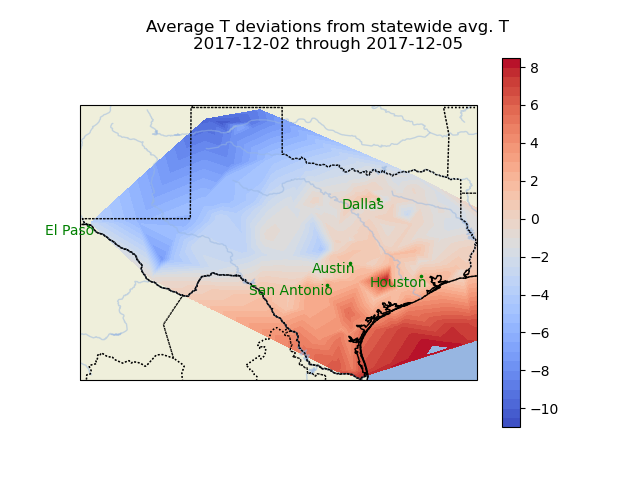 Average T deviations from statewide avg. T
2017-12-02 through 2017-12-05
8
6
4
2
0
−2
−4
−6
−8
−10
Dallas
El Paso
Austin
Houston
San Antonio